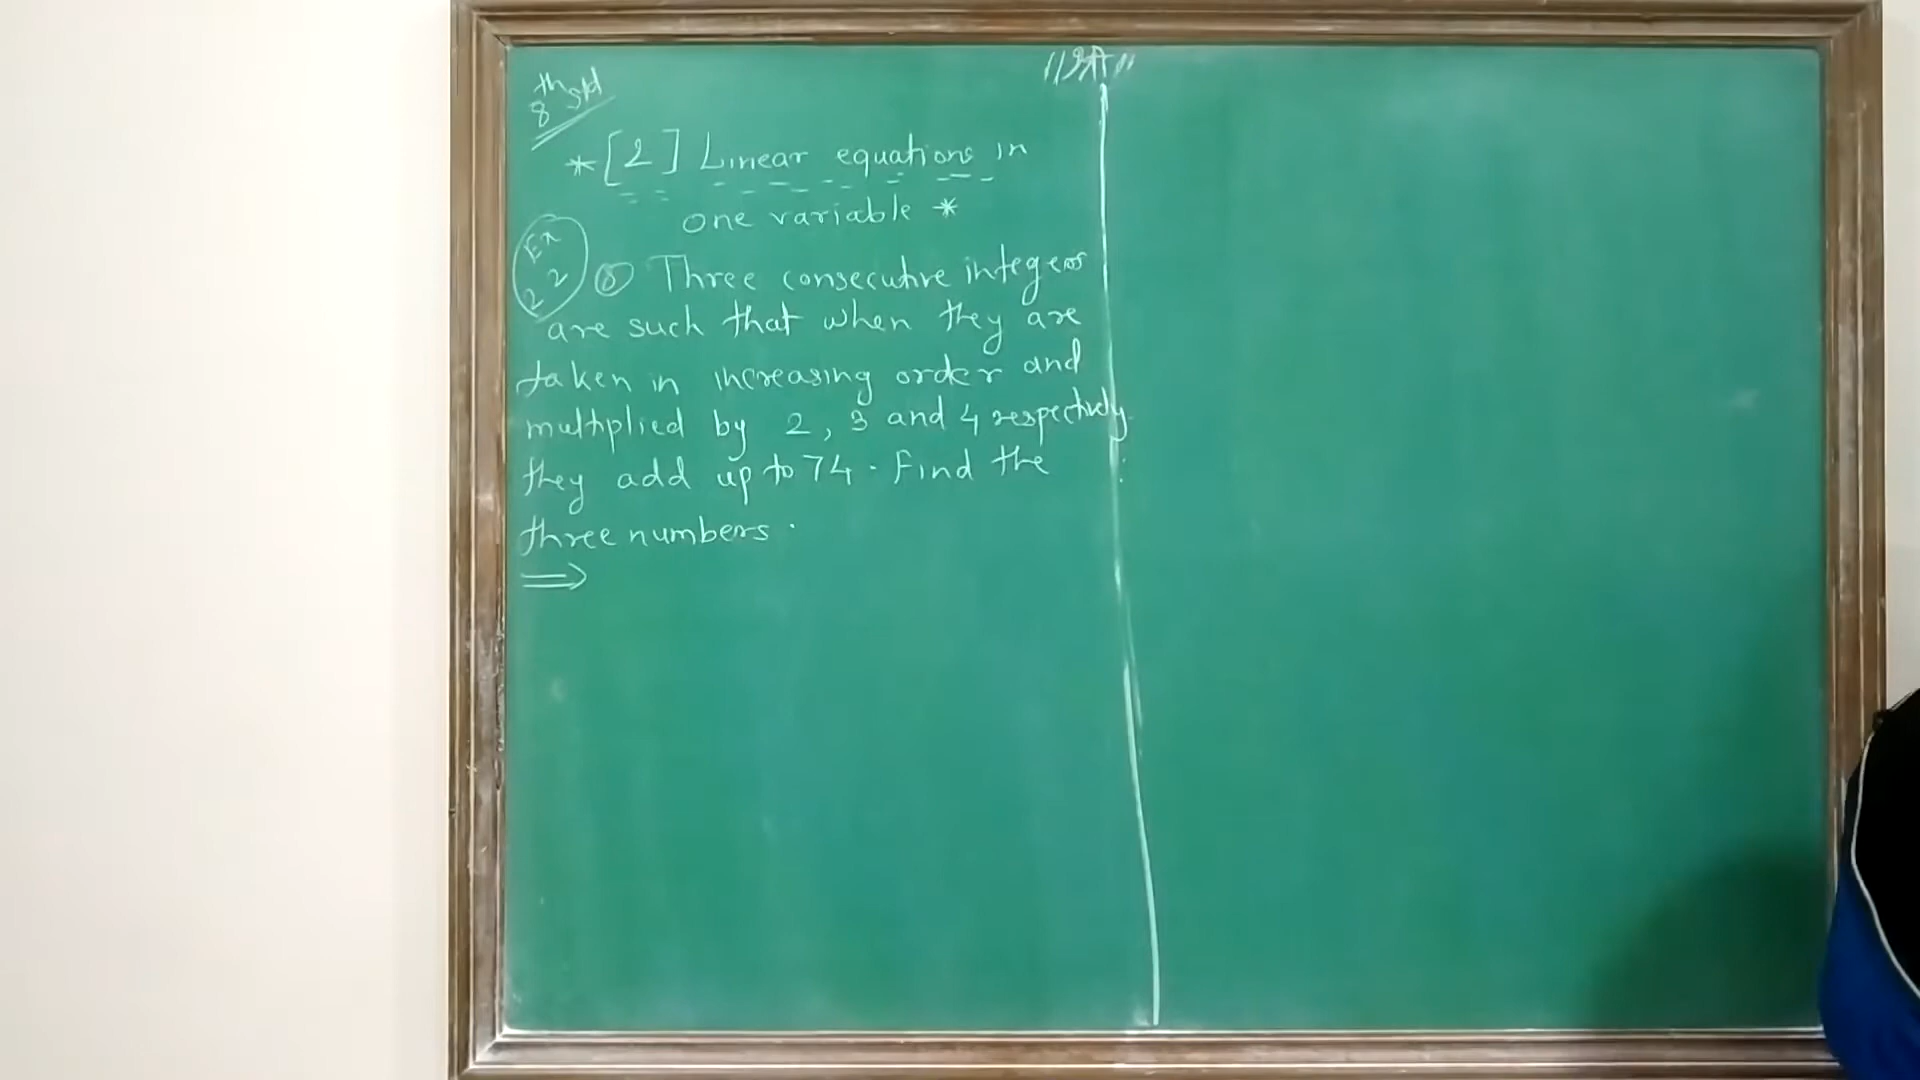 8th std
* [2] Linear equations in
one variable *
Ex 2.2
⑧ Three consecutive integers
are such that when they are
taken in increasing order and
multiplied by 2, 3 and 4 respectively
they add up to 74. Find the
three numbers.
⇒